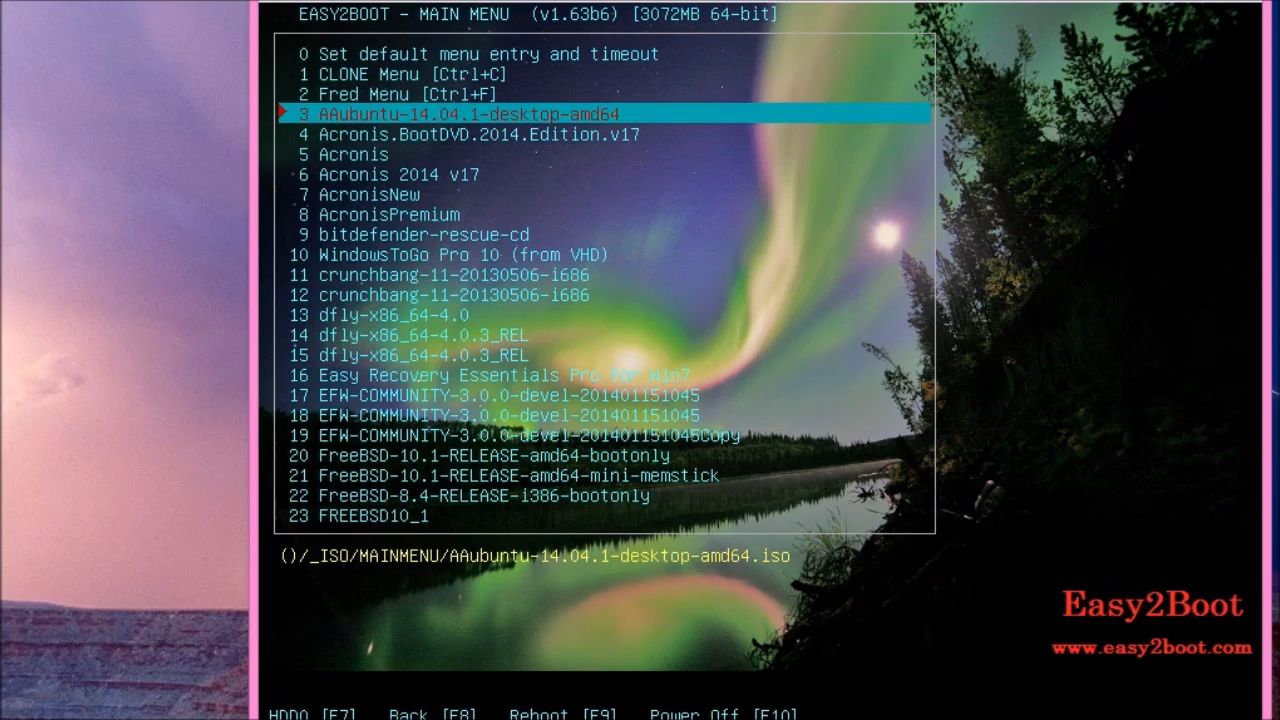 EASY2BOOT - MAIN MENU (v1.63b6) [3072MB 64-bit]
0 Set default menu entry and timeout
1 CLONE Menu [Ctrl+C]
2 Fred Menu [Ctrl+F]
3 AAubuntu-14.04.1-desktop-amd64
4 Acronis.BootDVD.2014.Edition.v17
5 Acronis
6 Acronis 2014 v17
7 AcronisNew
8 AcronisPremium
9 bitdefender-rescue-cd
10 WindowsToGo Pro 10 (from VHD)
11 crunchbang-11-20130506-i686
12 crunchbang-11-20130506-i686
13 dfly-x86_64-4.0
14 dfly-x86_64-4.0.3_REL
15 dfly-x86_64-4.0.3_REL
16 Easy Recovery Essentials Pro for Win7
17 EFW-COMMUNITY-3.0.0-devel-201401151045
18 EFW-COMMUNITY-3.0.0-devel-201401151045
19 EFW-COMMUNITY-3.0.0-devel-201401151045Copy
20 FreeBSD-10.1-RELEASE-amd64-bootonly
21 FreeBSD-10.1-RELEASE-amd64-mini-memstick
22 FreeBSD-8.4-RELEASE-i386-bootonly
23 FREEBSD10_1
()/_ISO/MAINMENU/AAubuntu-14.04.1-desktop-amd64.iso
Easy2Boot
www.easy2boot.com
HDD0 [F7] Back [F8] Reboot [F9] Power Off [F10]